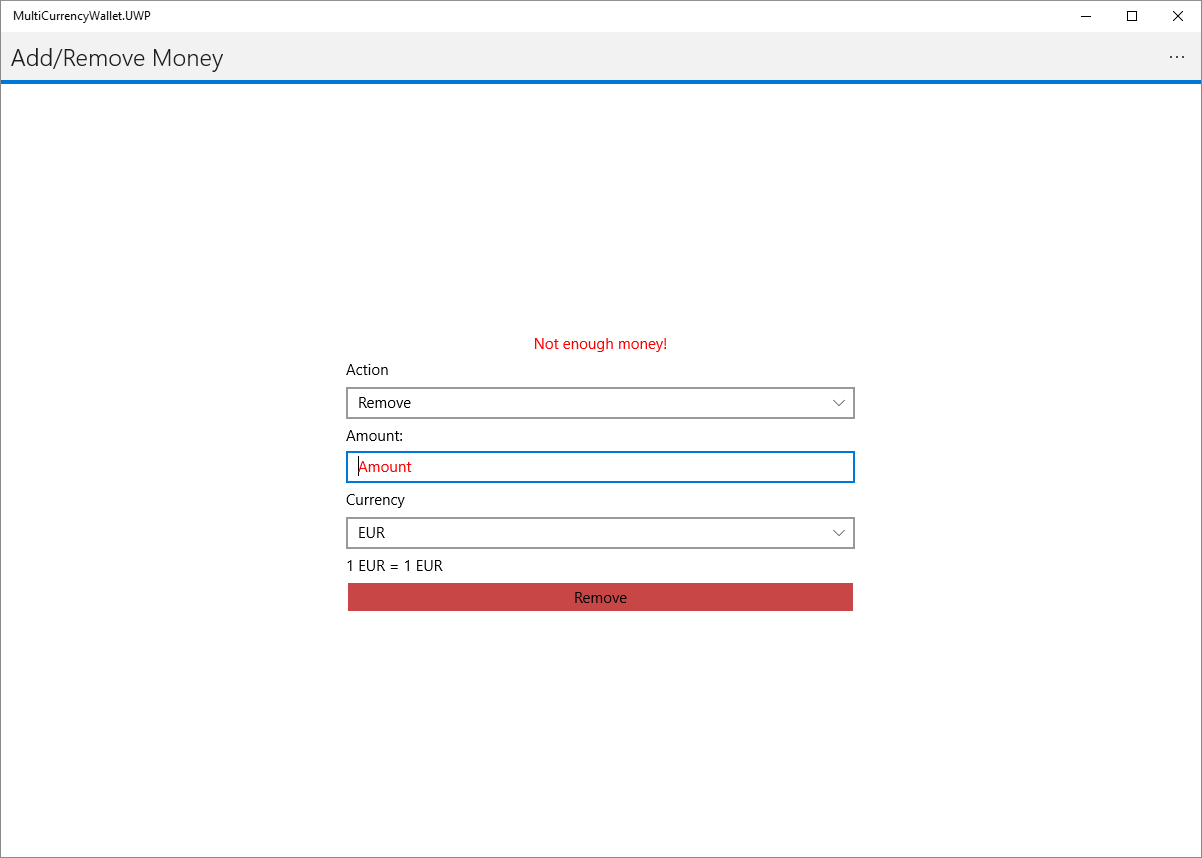 MultiCurrencyWallet.UWP
Add/Remove Money
Not enough money!
Action
Remove
Amount:
Amount
Currency
EUR
1 EUR = 1 EUR
Remove